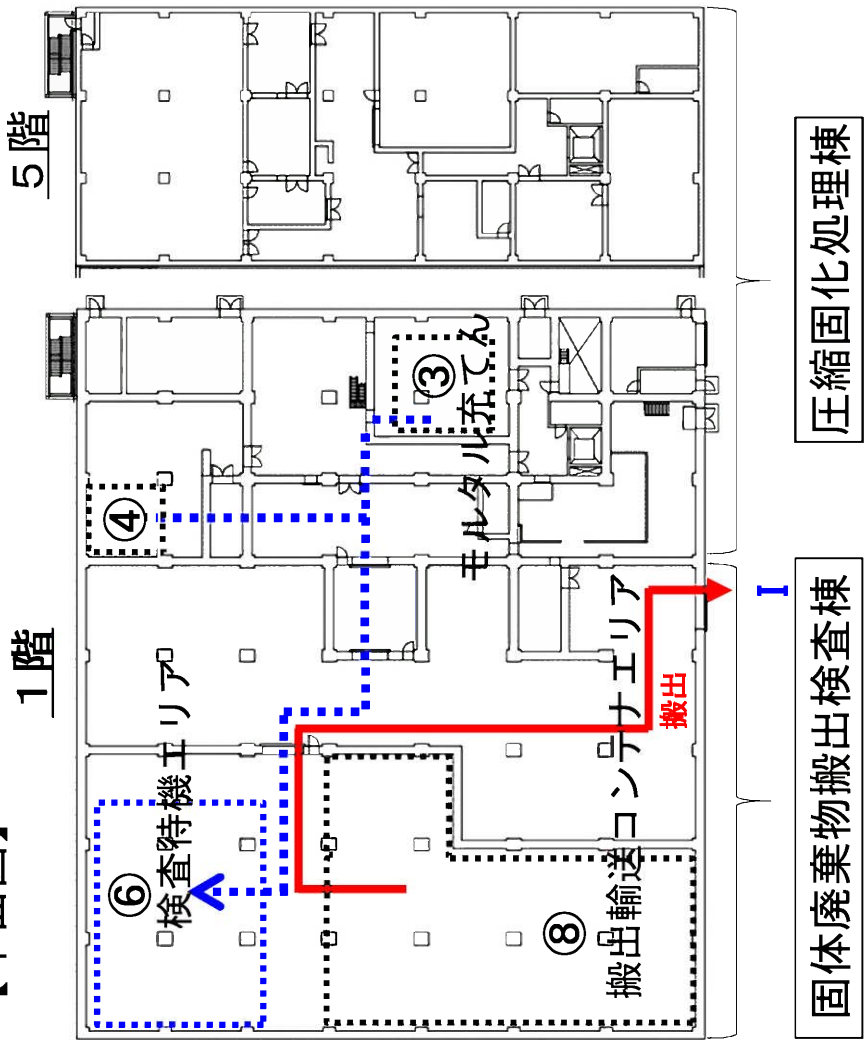 1階
5階
⑥
検査待機エリア
④
③
モルタル充てん
⑧
搬出輸送コンテナエリア
搬出
固体廃棄物搬出検査棟
圧縮固化処理棟